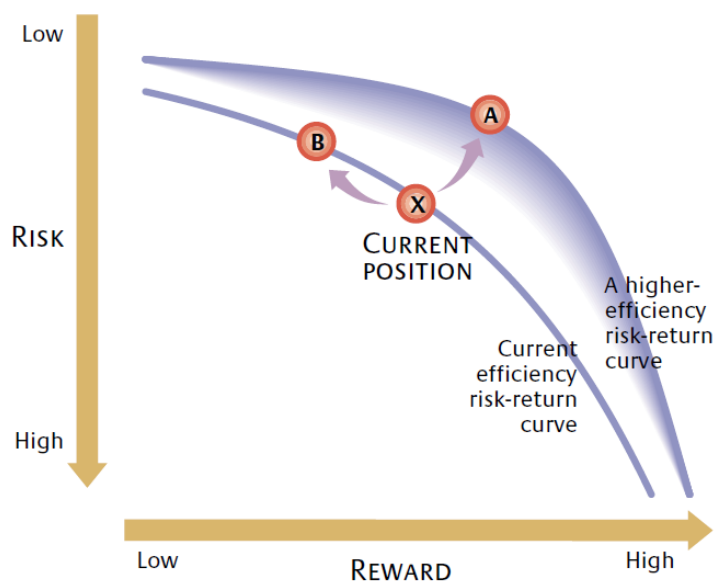 Low
A
B
X
RISK
CURRENT
POSITION
A higher-
efficiency
risk-return
curve
Current
efficiency
risk-return
curve
High
Low
High
REWARD